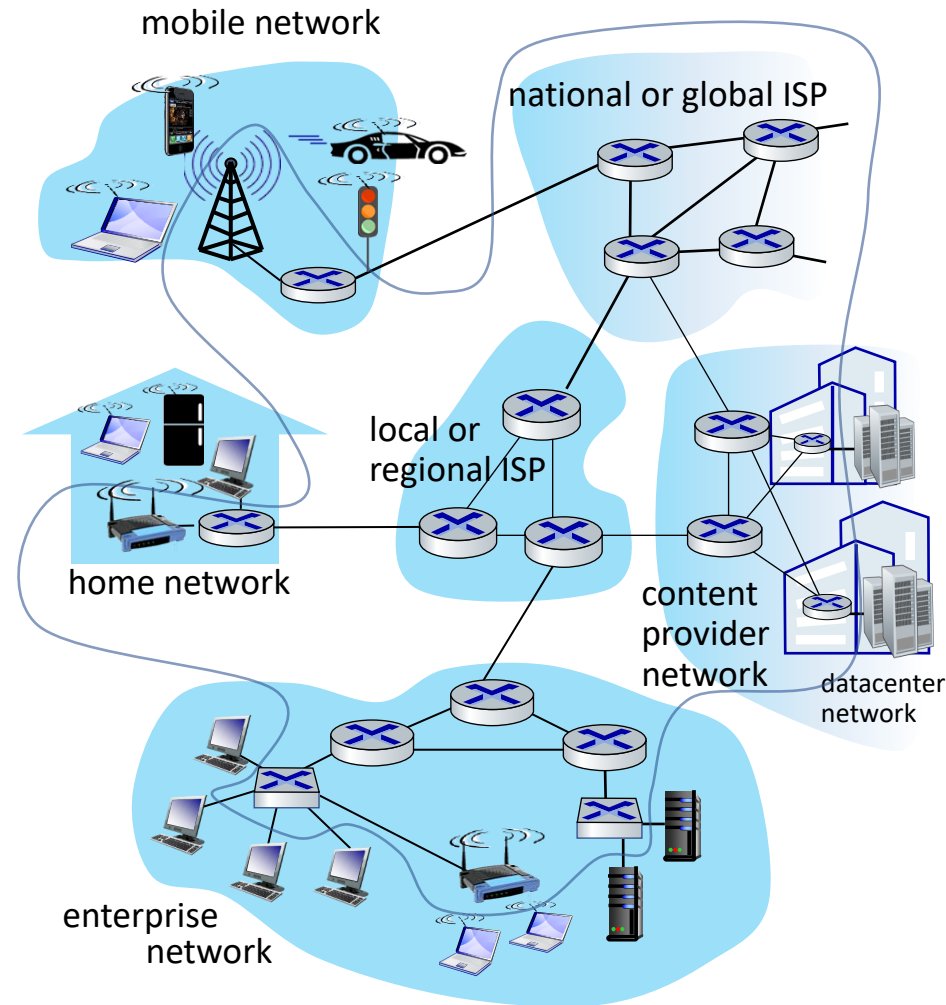 mobile network
national or global ISP
local or
regional ISP
home network
content
provider
network
datacenter
network
enterprise
network